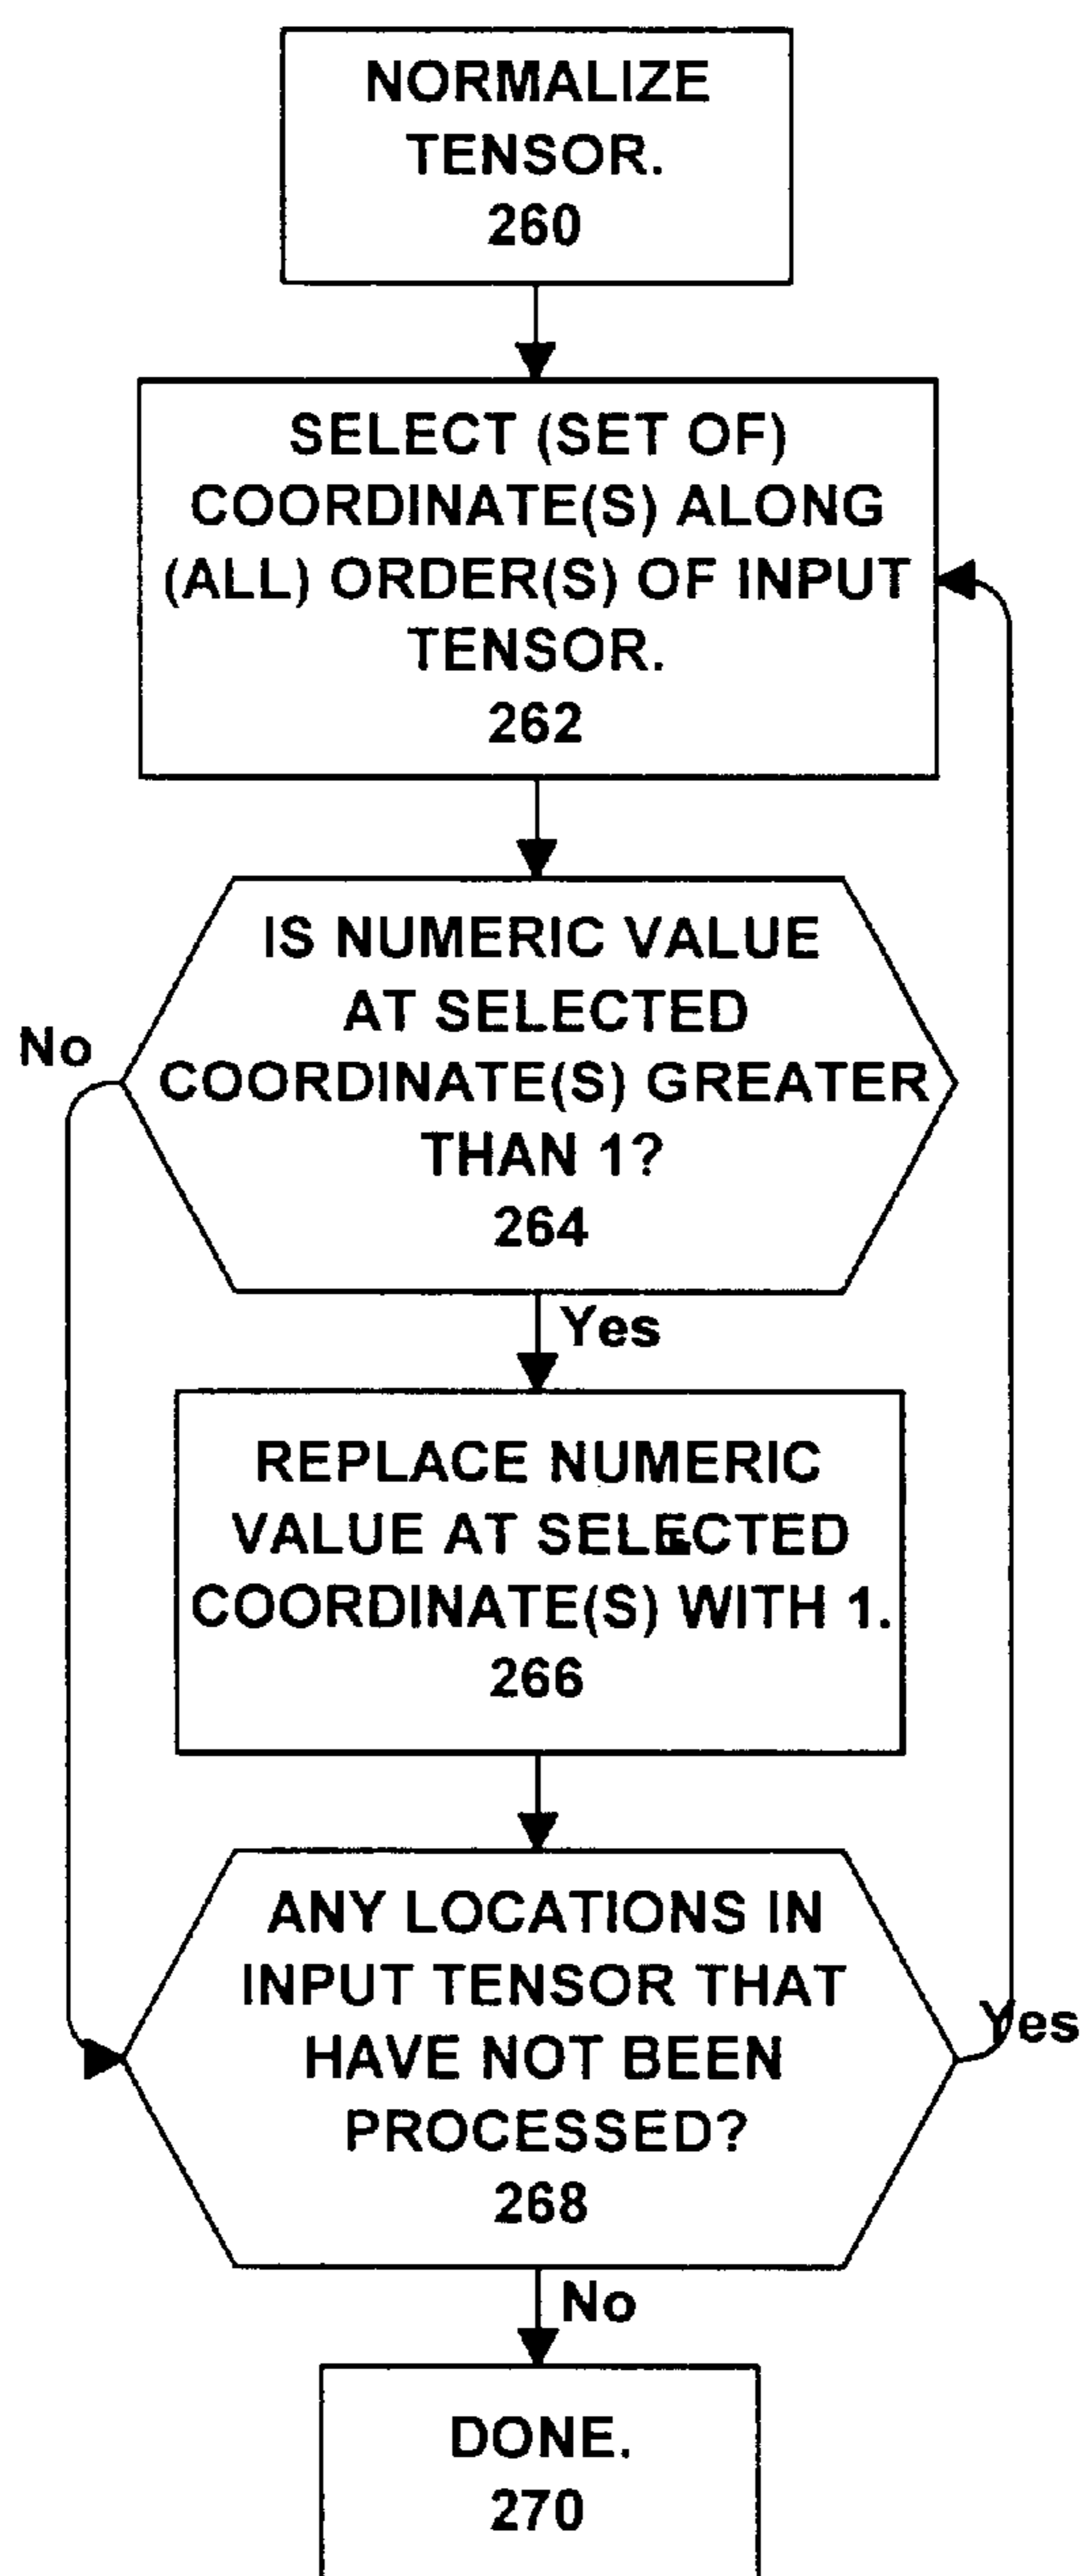 NORMALIZE
TENSOR.
260
SELECT (SET OF)
COORDINATE(S) ALONG
(ALL) ORDER(S) OF INPUT
TENSOR.
262
IS NUMERIC VALUE
AT SELECTED
COORDINATE(S) GREATER
THAN 1?
264
No
Yes
REPLACE NUMERIC
VALUE AT SELECTED
COORDINATE(S) WITH 1.
266
ANY LOCATIONS IN
INPUT TENSOR THAT
HAVE NOT BEEN
PROCESSED?
268
Yes
No
DONE.
270